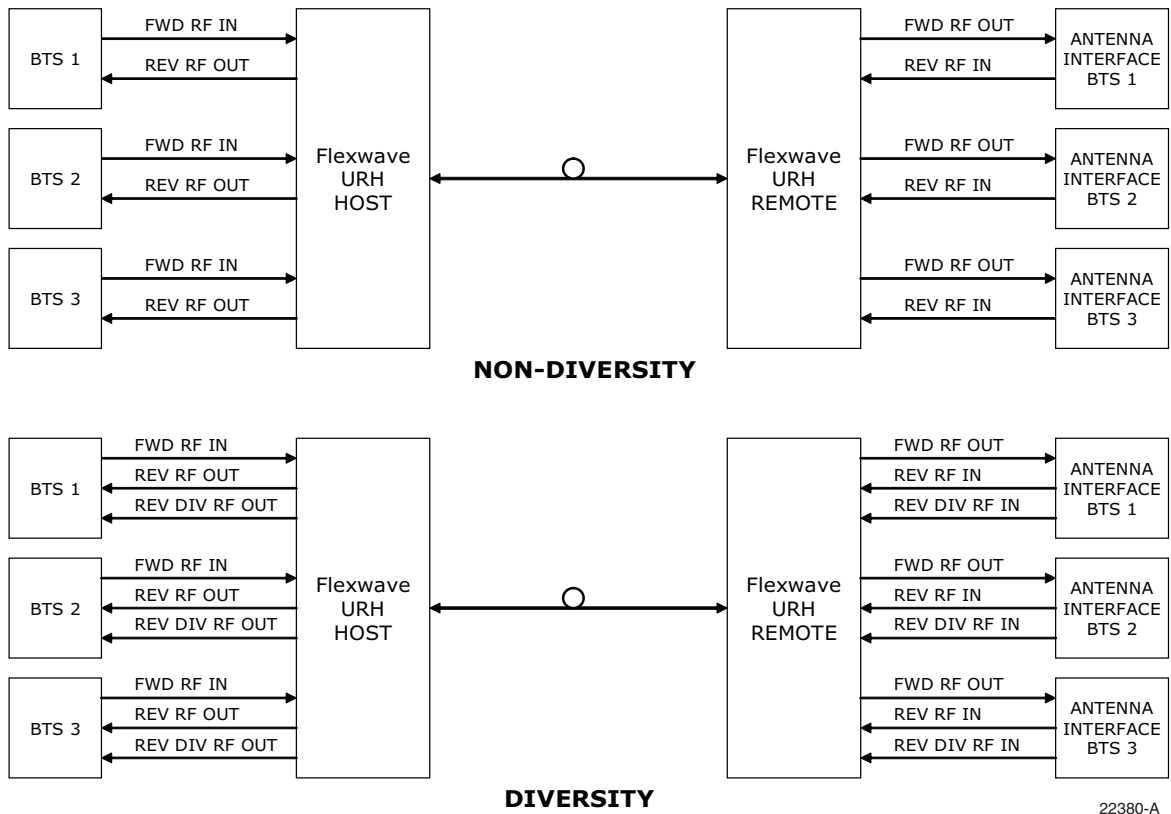 FWD RF IN
BTS 1
REV RF OUT
FWD RF IN
BTS 2
REV RF OUT
FWD RF IN
BTS 3
REV RF OUT
Flexwave
URH
HOST
Flexwave
URH
REMOTE
FWD RF OUT
REV RF IN
ANTENNA
INTERFACE
BTS 1
FWD RF OUT
REV RF IN
ANTENNA
INTERFACE
BTS 2
FWD RF OUT
REV RF IN
ANTENNA
INTERFACE
BTS 3
NON-DIVERSITY
FWD RF IN
BTS 1
REV RF OUT
REV DIV RF OUT
FWD RF IN
BTS 2
REV RF OUT
REV DIV RF OUT
FWD RF IN
BTS 3
REV RF OUT
REV DIV RF OUT
Flexwave
URH
HOST
Flexwave
URH
REMOTE
FWD RF OUT
REV RF IN
REV DIV RF IN
ANTENNA
INTERFACE
BTS 1
FWD RF OUT
REV RF IN
REV DIV RF IN
ANTENNA
INTERFACE
BTS 2
FWD RF OUT
REV RF IN
REV DIV RF IN
ANTENNA
INTERFACE
BTS 3
DIVERSITY
22380-A